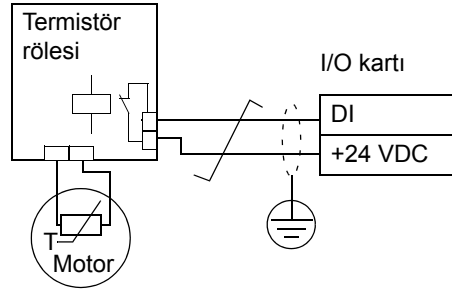 Termistör
rölesi
I/O kartı
DI
+24 VDC
T
Motor